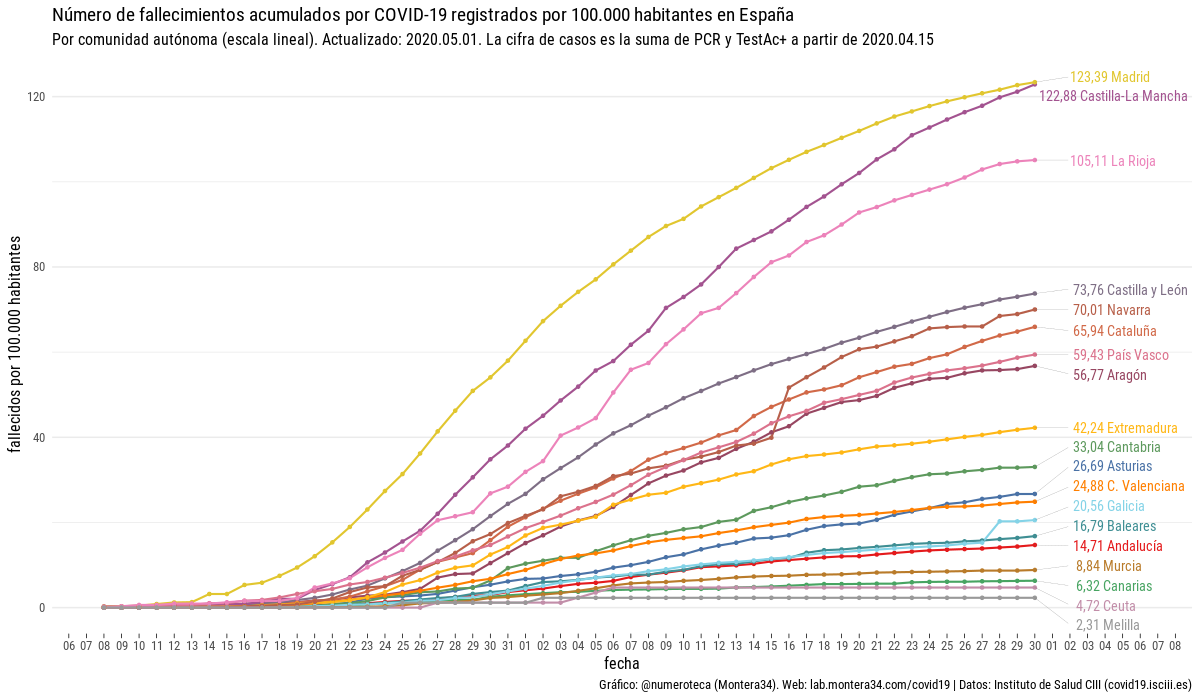 Número de fallecimientos acumulados por COVID-19 registrados por 100.000 habitantes en España
Por comunidad autónoma (escala lineal). Actualizado: 2020.05.01. La cifra de casos es la suma de PCR y TestAc+ a partir de 2020.04.15
fallecidos por 100.000 habitantes
120
80
40
0
123,39 Madrid
122,88 Castilla-La Mancha
105,11 La Rioja
73,76 Castilla y León
70,01 Navarra
65,94 Cataluña
59,43 País Vasco
56,77 Aragón
42,24 Extremadura
33,04 Cantabria
26,69 Asturias
24,88 C. Valenciana
20,56 Galicia
16,79 Baleares
14,71 Andalucía
8,84 Murcia
6,32 Canarias
4,72 Ceuta
2,31 Melilla
06 07 08 09 10 11 12 13 14 15 16 17 18 19 20 21 22 23 24 25 26 27 28 29 30 31 01 02 03 04 05 06 07 08 09 10 11 12 13 14 15 16 17 18 19 20 21 22 23 24 25 26 27 28 29 30 01 02 03 04 05 06 07 08
fecha
Gráfico: @numeroteca (Montera34). Web: lab.montera34.com/covid19 | Datos: Instituto de Salud CIII (covid19.isciii.es)